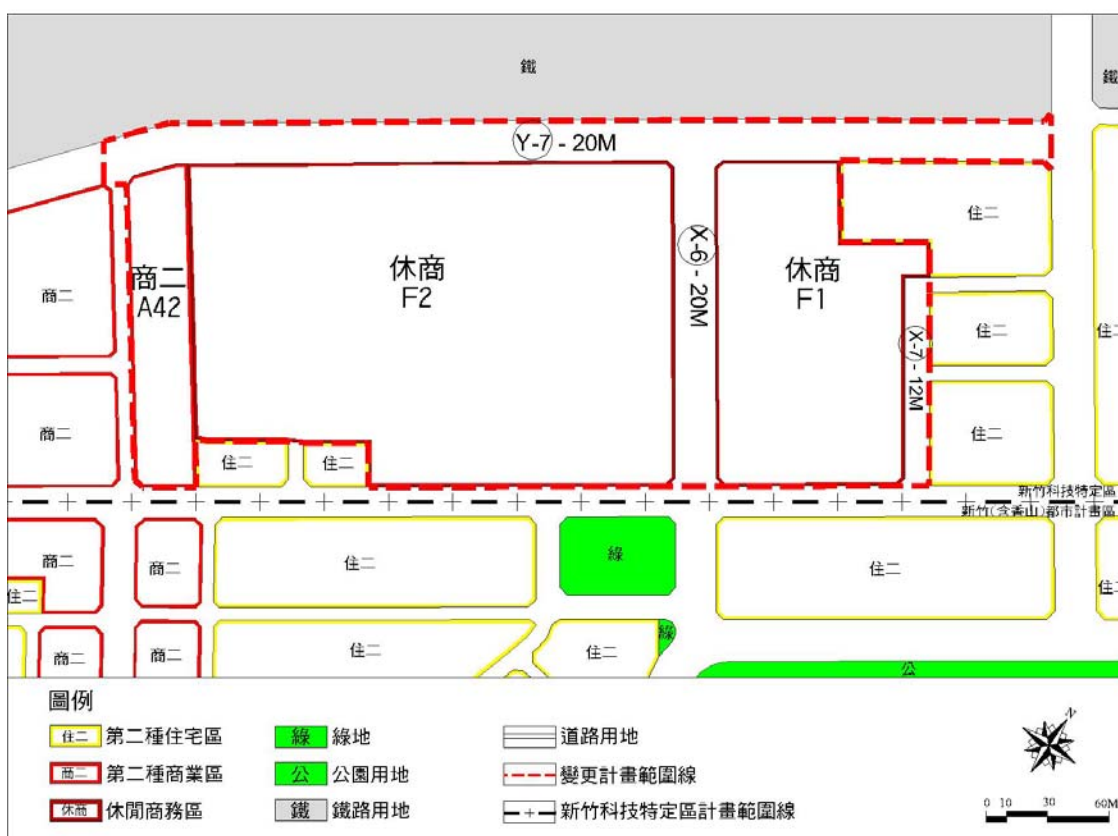 鐵
鐵
Y-7 - 20M
住二
休商
F2
X-6 - 20M
休商
F1
商二
A42
商二
住二
住二
X-7 - 12M
商二
住二
住二
住二
新竹科技特定區
新竹(含香山)都市計畫區
商二
商二
住二
綠
住二
住二
住二
商二
商二
住二
住二
綠
公
圖例
住二 第二種住宅區
綠 綠地
道路用地
商二 第二種商業區
公 公園用地
變更計畫範圍線
休商 休閒商務區
鐵 鐵路用地
新竹科技特定區計畫範圍線
N
0 10 30 60M